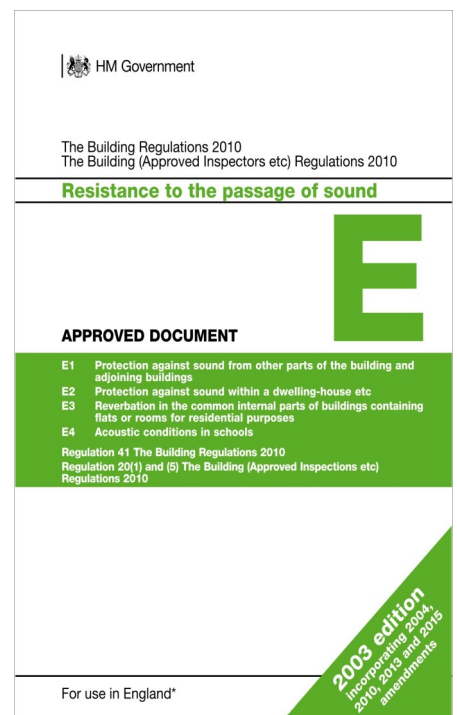 HM Government
The Building Regulations 2010
The Building (Approved Inspectors etc) Regulations 2010
Resistance to the passage of sound
E
APPROVED DOCUMENT
E1 Protection against sound from other parts of the building and
adjoining buildings
E2 Protection against sound within a dwelling-house etc
E3 Reverbation in the common internal parts of buildings containing
flats or rooms for residential purposes
E4 Acoustic conditions in schools
Regulation 41 The Building Regulations 2010
Regulation 20(1) and (5) The Building (Approved Inspections etc)
Regulations 2010
2003 edition
incorporating 2004,
2010, 2013 and 2015
amendments
For use in England*